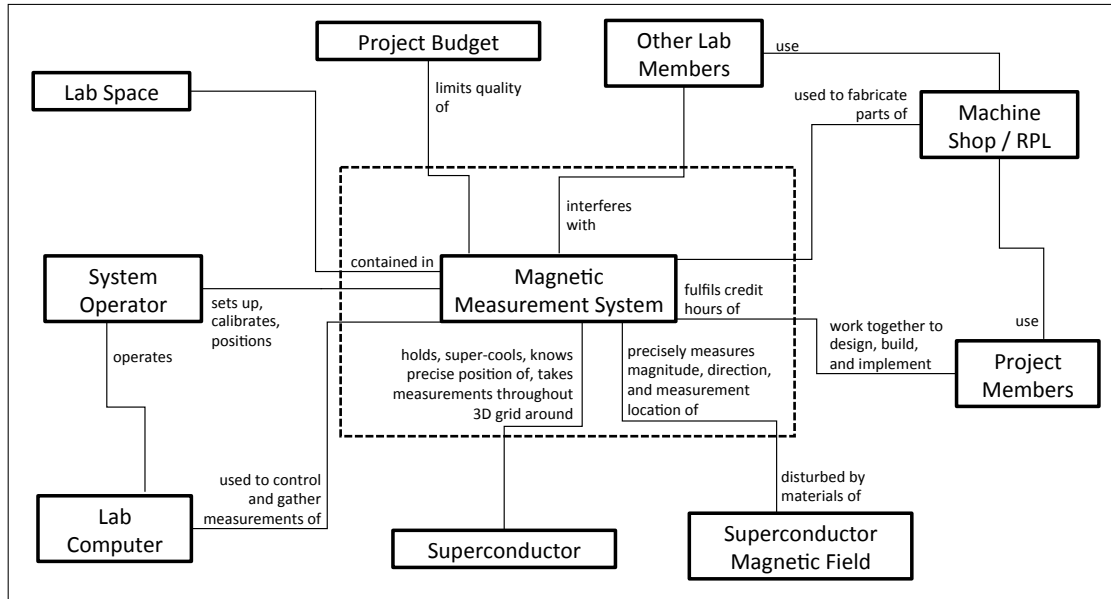 Project Budget
Other Lab
Members
use
Lab Space
limits quality
of
used to fabricate
parts of
Machine
Shop / RPL
interferes
with
contained in
System
Operator
Magnetic
Measurement System
fulfils credit
hours of
sets up,
calibrates,
positions
operates
work together to
design, build,
and implement
use
Project
Members
holds, super-cools, knows
precise position of, takes
measurements throughout
3D grid around
precisely measures
magnitude, direction,
and measurement
location of
used to control
and gather
measurements of
disturbed by
materials of
Lab
Computer
Superconductor
Superconductor
Magnetic Field